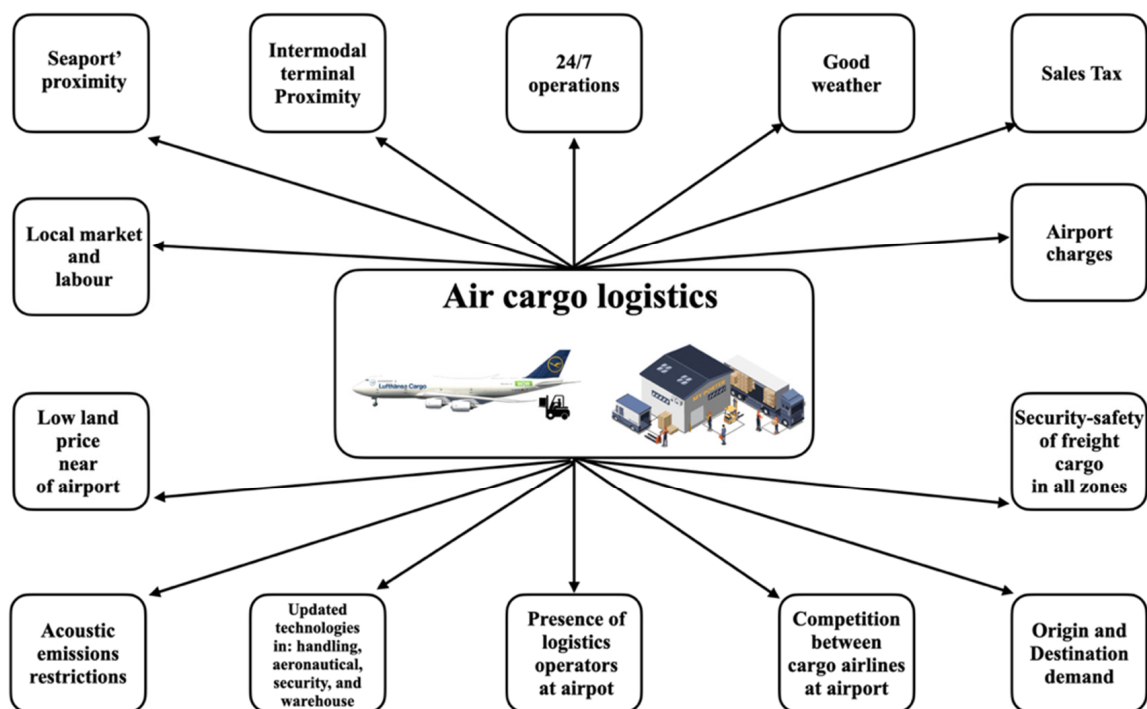 Seaport’
proximity
Intermodal
terminal
Proximity
24/7
operations
Good
weather
Sales Tax
Local market
and
labour
Airport
charges
Air cargo logistics
Lufthansa Cargo
Low land
price
near
of airport
Security-safety
of freight
cargo
in all zones
Acoustic
emissions
restrictions
Updated
technologies
in: handling,
aeronautical,
security, and
warehouse
Presence of
logistics
operators
at airpot
Competition
between
cargo airlines
at airport
Origin and
Destination
demand